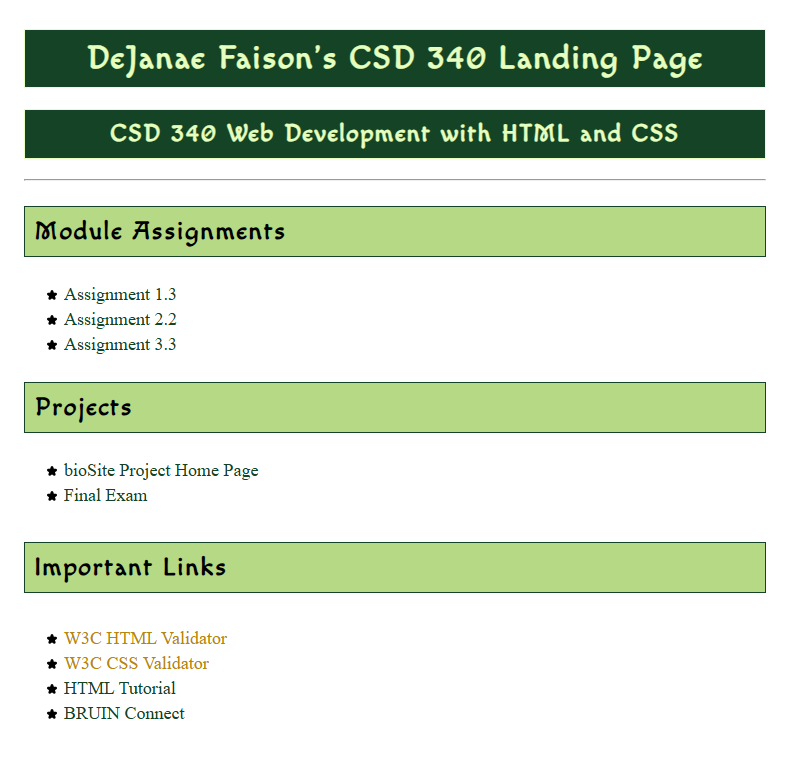 DeJanae Faison's CSD 340 Landing Page
CSD 340 Web Development with HTML and CSS
Module Assignments
Assignment 1.3
Assignment 2.2
Assignment 3.3
Projects
bioSite Project Home Page
Final Exam
Important Links
W3C HTML Validator
W3C CSS Validator
HTML Tutorial
BRUIN Connect